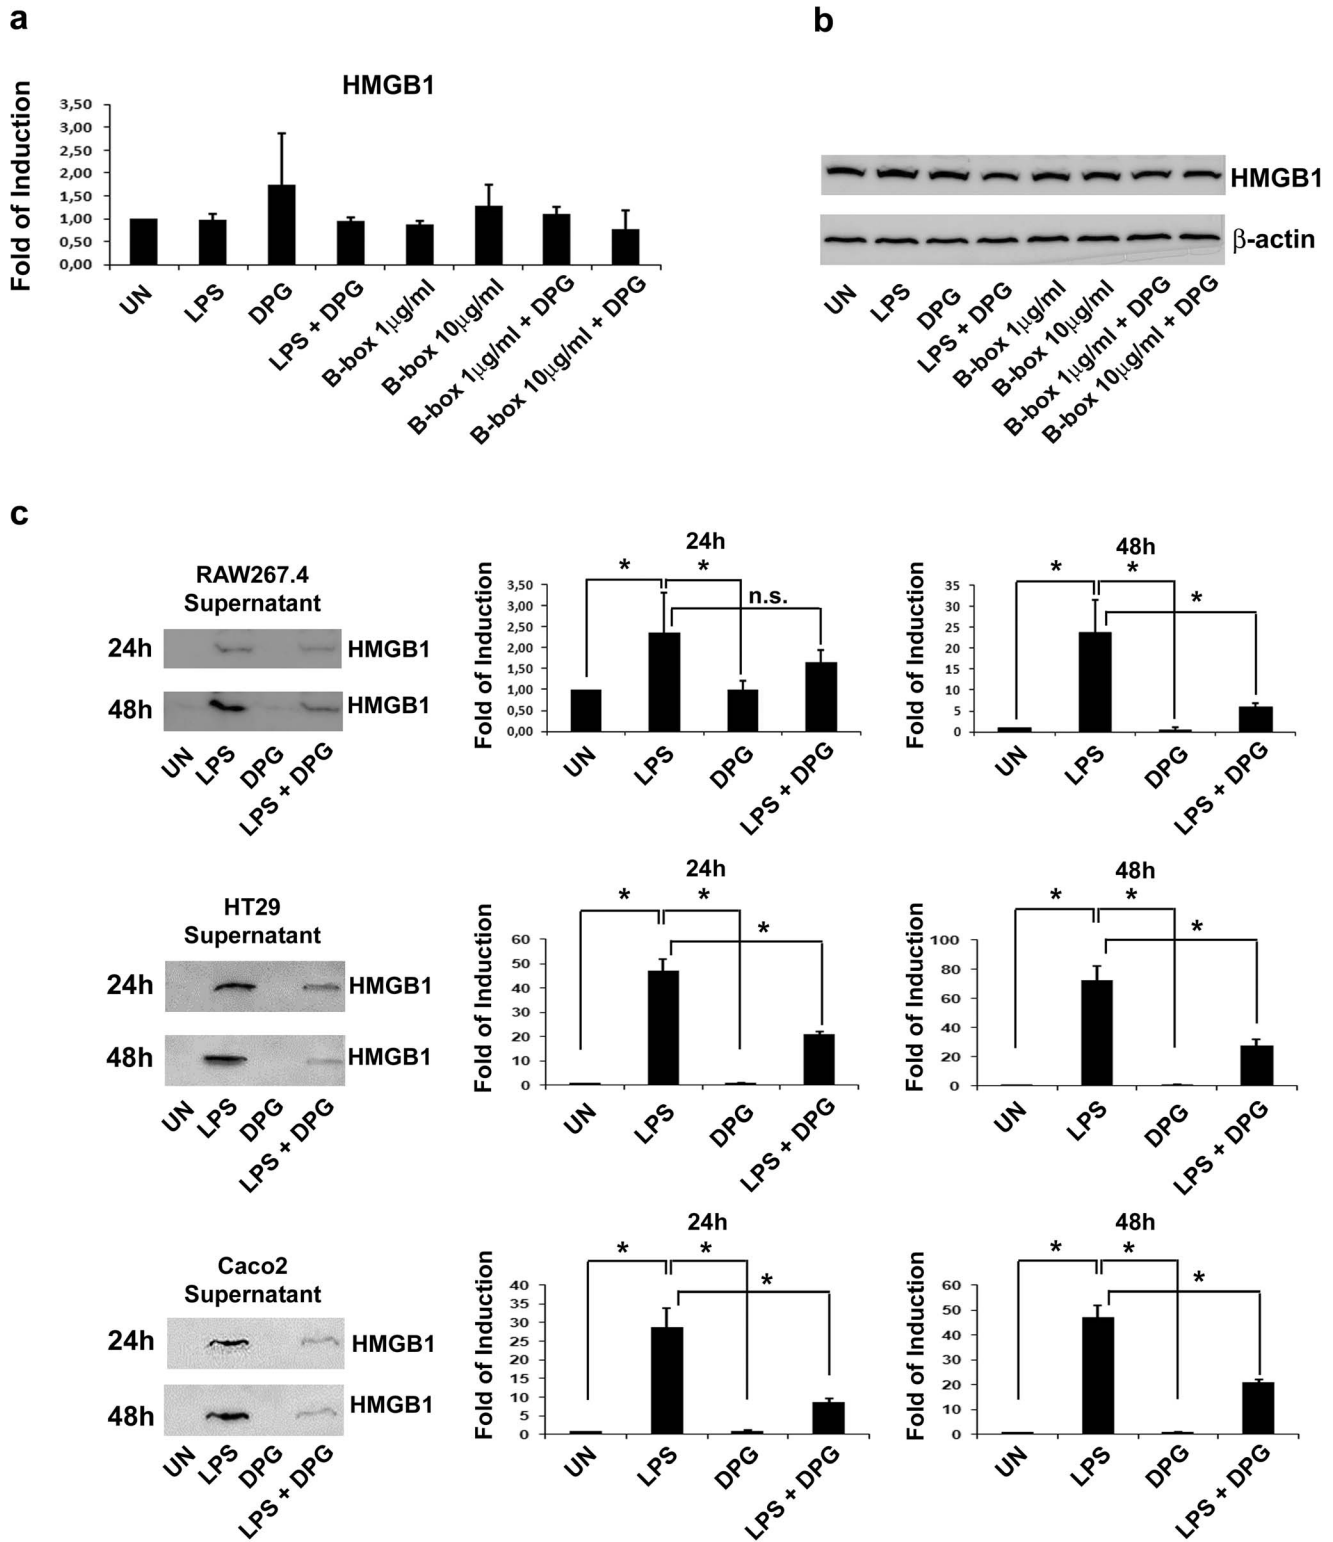 a
HMGB1
Fold of Induction
3,50
3,00
2,50
2,00
1,50
1,00
0,50
0,00
UN
LPS
DPG
LPS + DPG
B-box 1μg/ml
B-box 10μg/ml
B-box 1μg/ml + DPG
B-box 10μg/ml + DPG
b
HMGB1
β-actin
UN
LPS
DPG
LPS + DPG
B-box 1μg/ml
B-box 10μg/ml
B-box 1μg/ml + DPG
B-box 10μg/ml + DPG
c
RAW267.4
Supernatant
24h
HMGB1
48h
HMGB1
UN
LPS
DPG
LPS + DPG
24h
Fold of Induction
3,50
3,00
2,50
2,00
1,50
1,00
0,50
0,00
*
*
n.s.
UN
LPS
DPG
LPS + DPG
48h
Fold of Induction
35
30
25
20
15
10
5
0
*
*
*
UN
LPS
DPG
LPS + DPG
HT29
Supernatant
24h
HMGB1
48h
HMGB1
UN
LPS
DPG
LPS + DPG
24h
Fold of Induction
60
50
40
30
20
10
0
*
*
*
UN
LPS
DPG
LPS + DPG
48h
Fold of Induction
100
80
60
40
20
0
*
*
*
UN
LPS
DPG
LPS + DPG
Caco2
Supernatant
24h
HMGB1
48h
HMGB1
UN
LPS
DPG
LPS + DPG
24h
Fold of Induction
40
35
30
25
20
15
10
5
0
*
*
*
UN
LPS
DPG
LPS + DPG
48h
Fold of Induction
60
50
40
30
20
10
0
*
*
*
UN
LPS
DPG
LPS + DPG